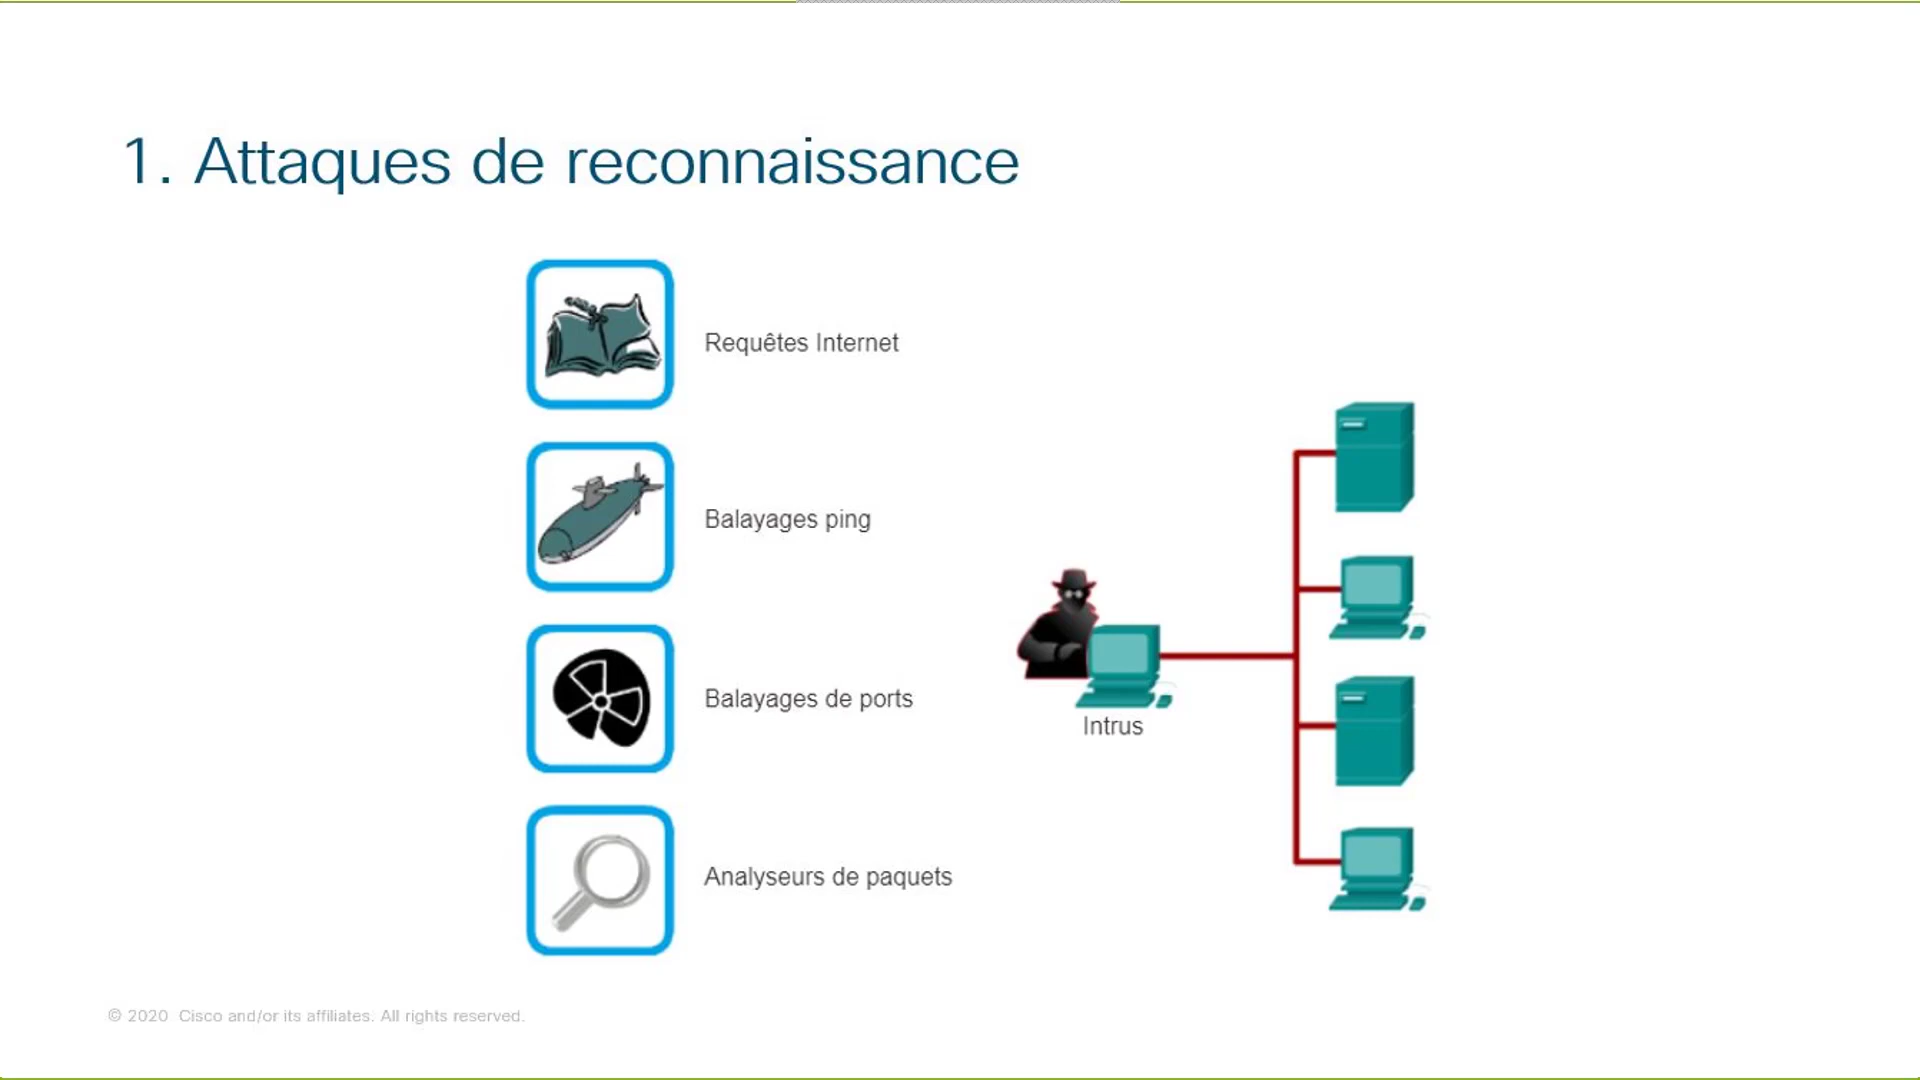 1. Attaques de reconnaissance
Requêtes Internet
Balayages ping
Balayages de ports
Analyseurs de paquets
Intrus
© 2020 Cisco and/or its affiliates. All rights reserved.